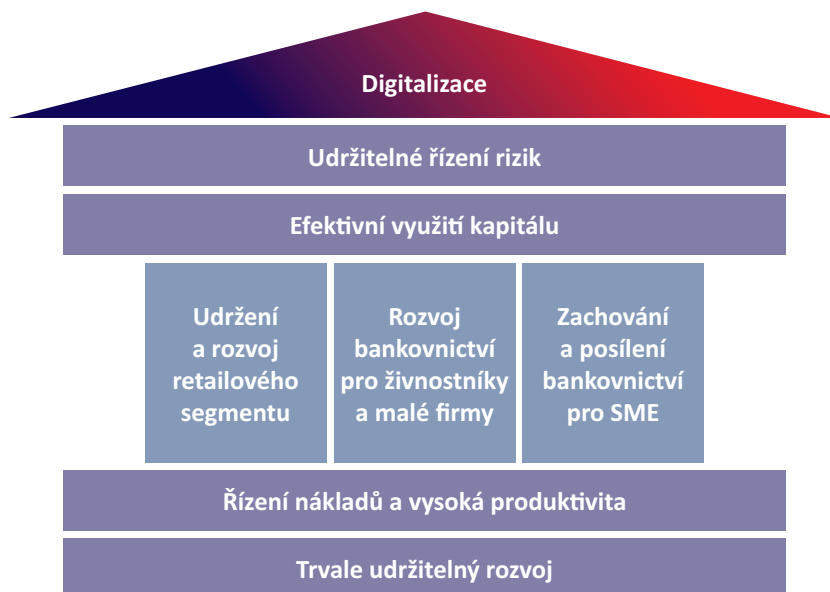 Digitalizace
Udržitelné řízení rizik
Efektivní využití kapitálu
Udržení
a rozvoj
retailového
segmentu
Rozvoj
bankovnictví
pro živnostníky
a malé firmy
Zachování
a posílení
bankovnictví
pro SME
Řízení nákladů a vysoká produktivita
Trvale udržitelný rozvoj